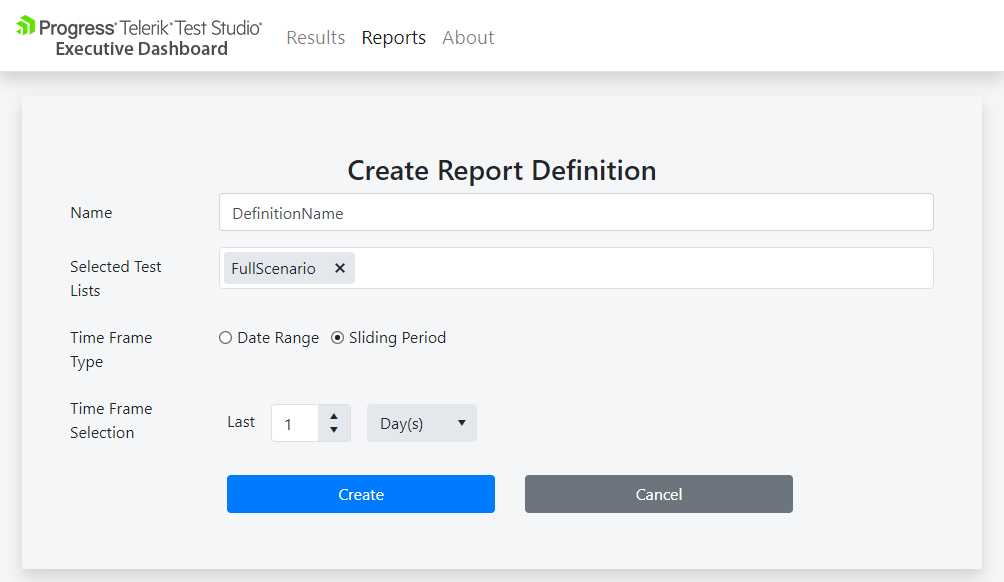 Progress® Telerik® Test Studio®
Executive Dashboard
Results Reports About
Create Report Definition
Name
DefinitionName
Selected Test
Lists
FullScenario ✕
Time Frame
Type
Date Range Sliding Period
Time Frame
Selection
Last 1 Day(s)
Create Cancel